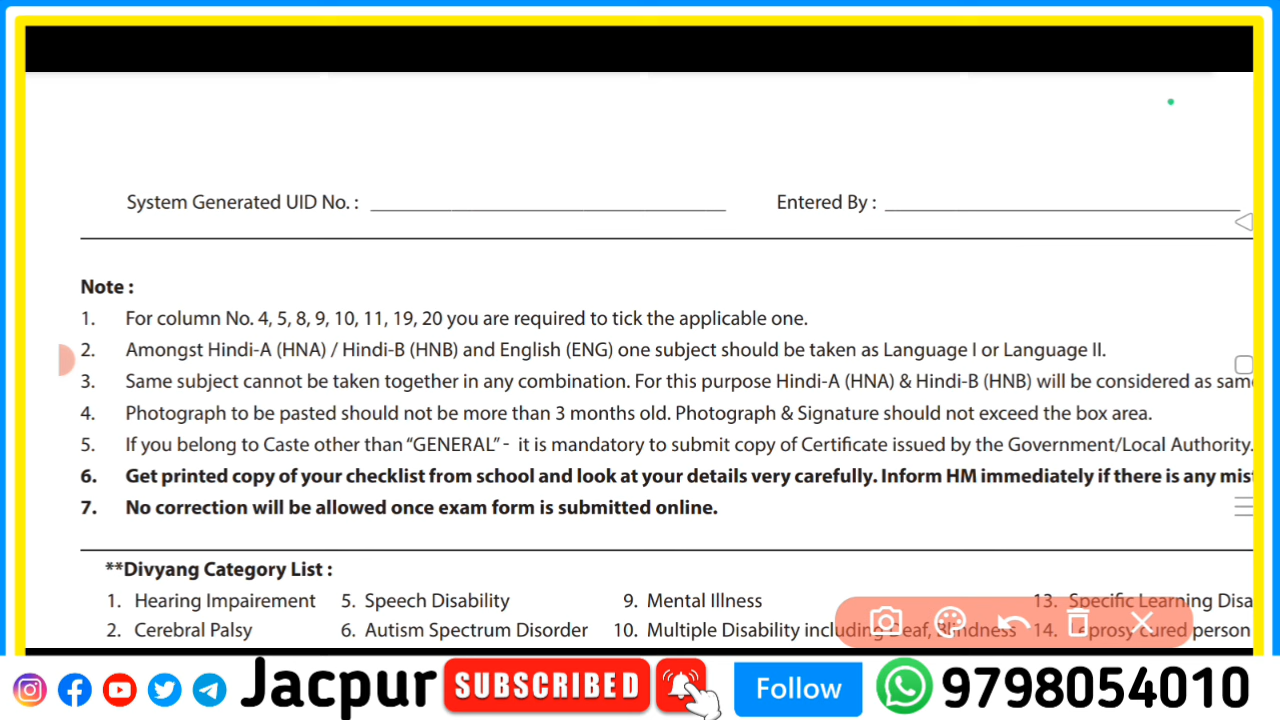 System Generated UID No. : ____ Entered By : ____
Note :
1. For column No. 4, 5, 8, 9, 10, 11, 19, 20 you are required to tick the applicable one.
2. Amongst Hindi-A (HNA) / Hindi-B (HNB) and English (ENG) one subject should be taken as Language I or Language II.
3. Same subject cannot be taken together in any combination. For this purpose Hindi-A (HNA) & Hindi-B (HNB) will be considered as sam
4. Photograph to be pasted should not be more than 3 months old. Photograph & Signature should not exceed the box area.
5. If you belong to Caste other than “GENERAL” - it is mandatory to submit copy of Certificate issued by the Government/Local Authority.
6. Get printed copy of your checklist from school and look at your details very carefully. Inform HM immediately if there is any mis
7. No correction will be allowed once exam form is submitted online.
**Divyang Category List :
1. Hearing Impairement 5. Speech Disability 9. Mental Illness 13. Specific Learning Disa
2. Cerebral Palsy 6. Autism Spectrum Disorder 10. Multiple Disability including Deaf, Blindness 14. Leprosy cured person
Jacpur SUBSCRIBED Follow 9798054010